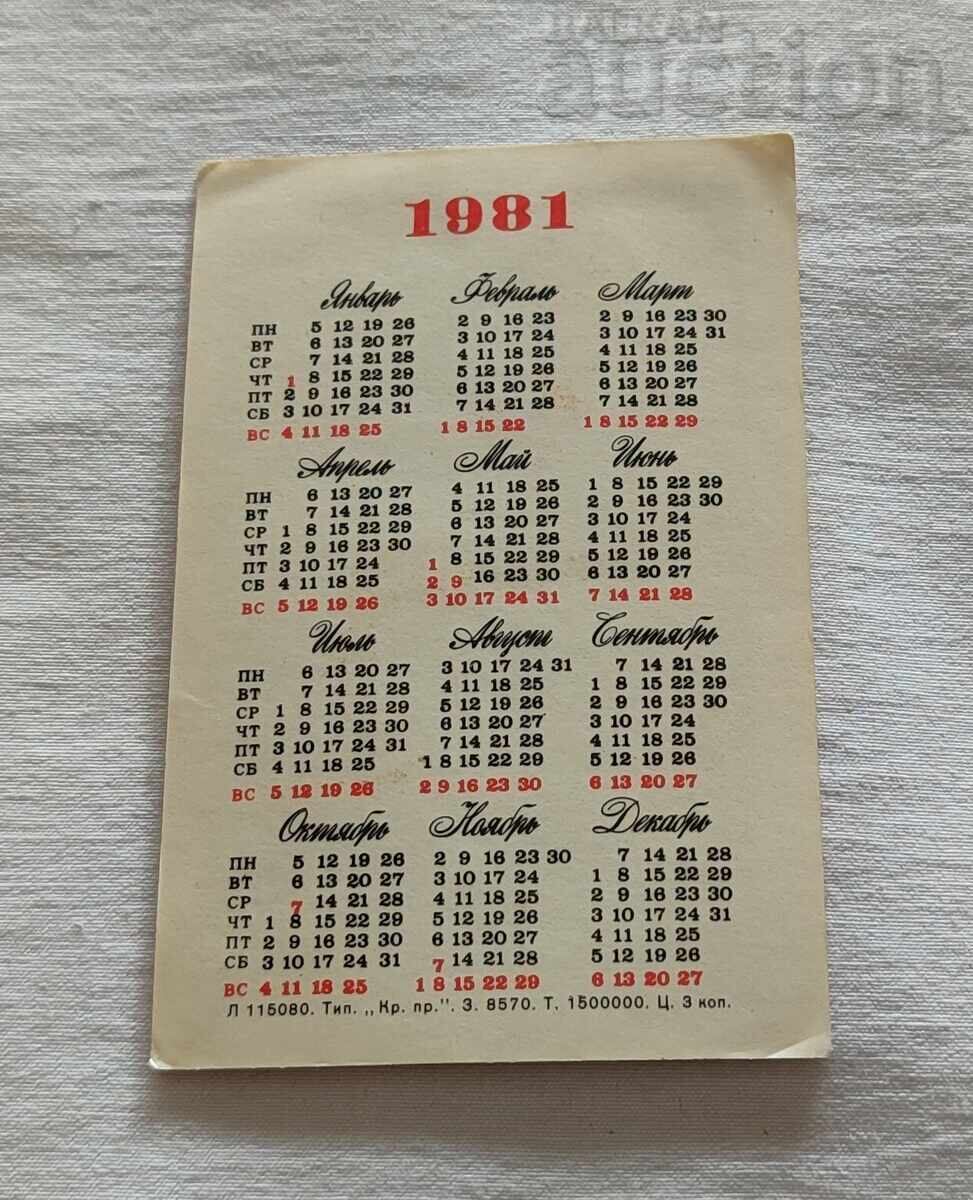 BALKAN
auction
1981
Январь Февраль Март
ПН 5 12 19 26 2 9 16 23 2 9 16 23 30
ВТ 6 13 20 27 3 10 17 24 3 10 17 24 31
СР 7 14 21 28 4 11 18 25 4 11 18 25
ЧТ 1 8 15 22 29 5 12 19 26 5 12 19 26
ПТ 2 9 16 23 30 6 13 20 27 6 13 20 27
СБ 3 10 17 24 31 7 14 21 28 7 14 21 28
ВС 4 11 18 25 1 8 15 22 1 8 15 22 29
Апрель Май Июнь
ПН 6 13 20 27 4 11 18 25 1 8 15 22 29
ВТ 7 14 21 28 5 12 19 26 2 9 16 23 30
СР 1 8 15 22 29 6 13 20 27 3 10 17 24
ЧТ 2 9 16 23 30 7 14 21 28 4 11 18 25
ПТ 3 10 17 24 1 8 15 22 29 5 12 19 26
СБ 4 11 18 25 2 9 16 23 30 6 13 20 27
ВС 5 12 19 26 3 10 17 24 31 7 14 21 28
Июль Август Сентябрь
ПН 6 13 20 27 3 10 17 24 31 7 14 21 28
ВТ 7 14 21 28 4 11 18 25 1 8 15 22 29
СР 1 8 15 22 29 5 12 19 26 2 9 16 23 30
ЧТ 2 9 16 23 30 6 13 20 27 3 10 17 24
ПТ 3 10 17 24 31 7 14 21 28 4 11 18 25
СБ 4 11 18 25 1 8 15 22 29 5 12 19 26
ВС 5 12 19 26 2 9 16 23 30 6 13 20 27
Октябрь Ноябрь Декабрь
ПН 5 12 19 26 2 9 16 23 30 7 14 21 28
ВТ 6 13 20 27 3 10 17 24 1 8 15 22 29
СР 7 14 21 28 4 11 18 25 2 9 16 23 30
ЧТ 1 8 15 22 29 5 12 19 26 3 10 17 24 31
ПТ 2 9 16 23 30 6 13 20 27 4 11 18 25
СБ 3 10 17 24 31 7 14 21 28 5 12 19 26
ВС 4 11 18 25 1 8 15 22 29 6 13 20 27
Л 115080. Тип. „Кр. пр.". З. 8570. Т. 1500000. Ц. 3 коп.